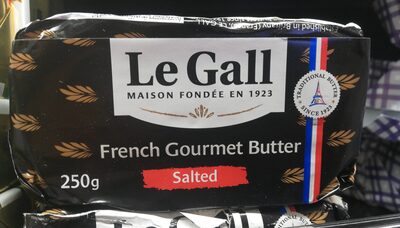 Le Gall
MAISON FONDÉE EN 1923
TRADITIONAL BUTTER
SINCE 1923
French Gourmet Butter
250g
Salted